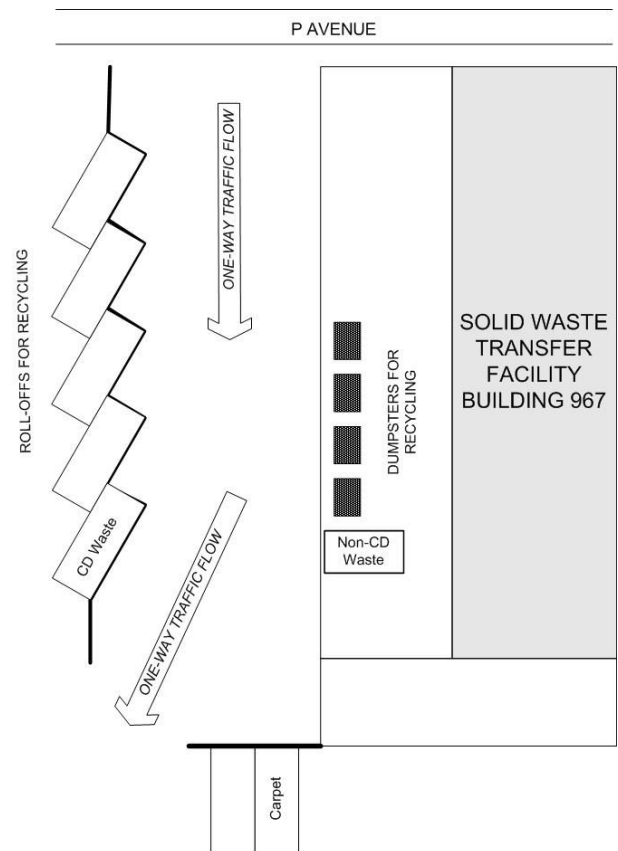 P AVENUE
ONE-WAY TRAFFIC FLOW
ROLL-OFFS FOR RECYCLING
SOLID WASTE
TRANSFER
FACILITY
BUILDING 967
DUMPSTERS FOR
RECYCLING
CD Waste
Non-CD
Waste
ONE-WAY TRAFFIC FLOW
Carpet